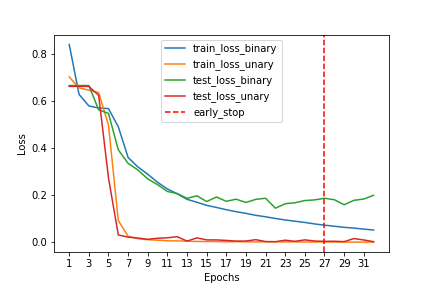 train_loss_binary
train_loss_unary
test_loss_binary
test_loss_unary
early_stop
Loss
0.8
0.6
0.4
0.2
0.0
1 3 5 7 9 11 13 15 17 19 21 23 25 27 29 31
Epochs